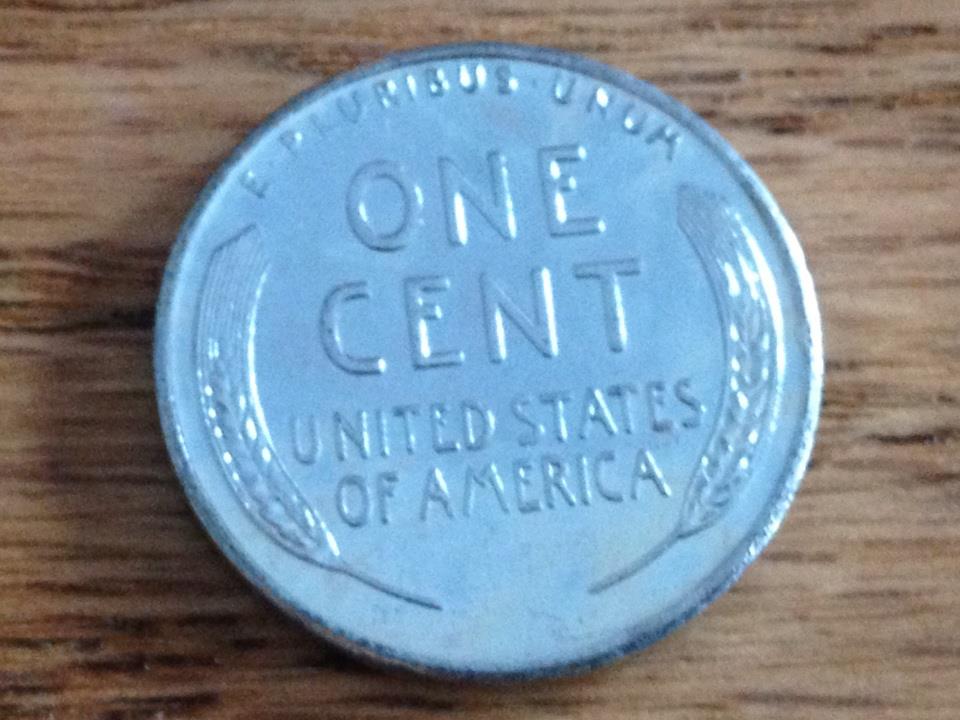 E · PLURIBUS · UNUM
ONE
CENT
UNITED STATES
OF AMERICA